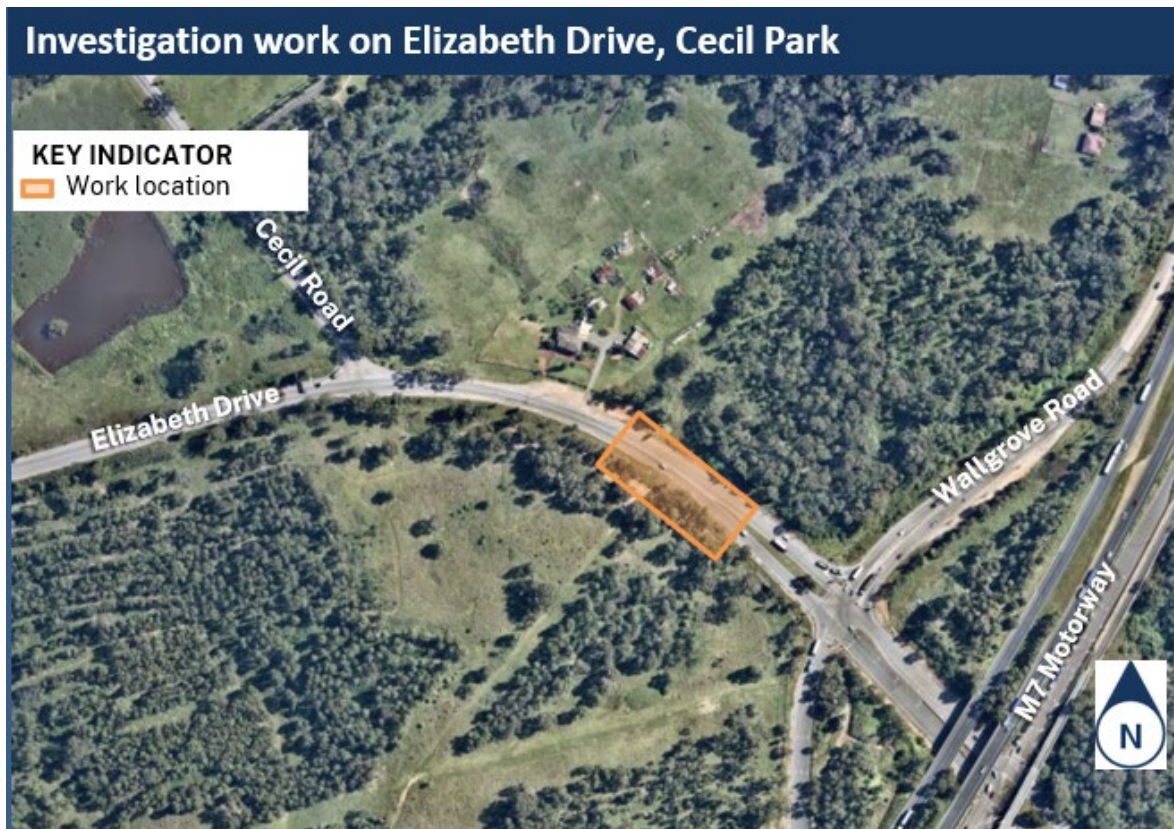 Investigation work on Elizabeth Drive, Cecil Park
KEY INDICATOR
Work location
Cecil Road
Elizabeth Drive
Wallgrove Road
M7 Motorway
N